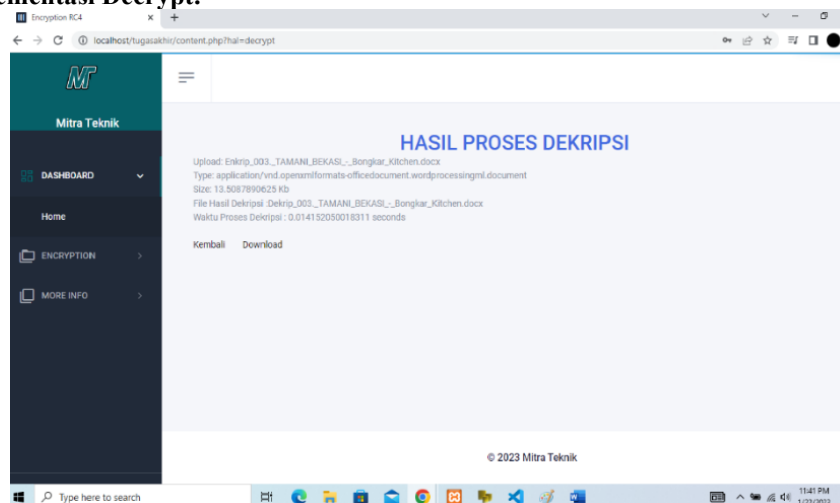 Decrypt.
Encryption RC4
localhost/tugasakhir/content.php?hal=decrypt
MT
Mitra Teknik
HASIL PROSES DEKRIPSI
Upload: Enkrip_003._TAMANI_BEKASI_-_Bongkar_Kitchen.docx
DASHBOARD
Type: application/vnd.openxmlformats-officedocument.wordprocessingml.document
Size: 13.5087890625 Kb
File Hasil Dekripsi :Dekrip_003._TAMANI_BEKASI_-_Bongkar_Kitchen.docx
Home
Waktu Proses Dekripsi : 0.014152050018311 seconds
Kembali Download
ENCRYPTION
MORE INFO
© 2023 Mitra Teknik
Type here to search
11:41 PM